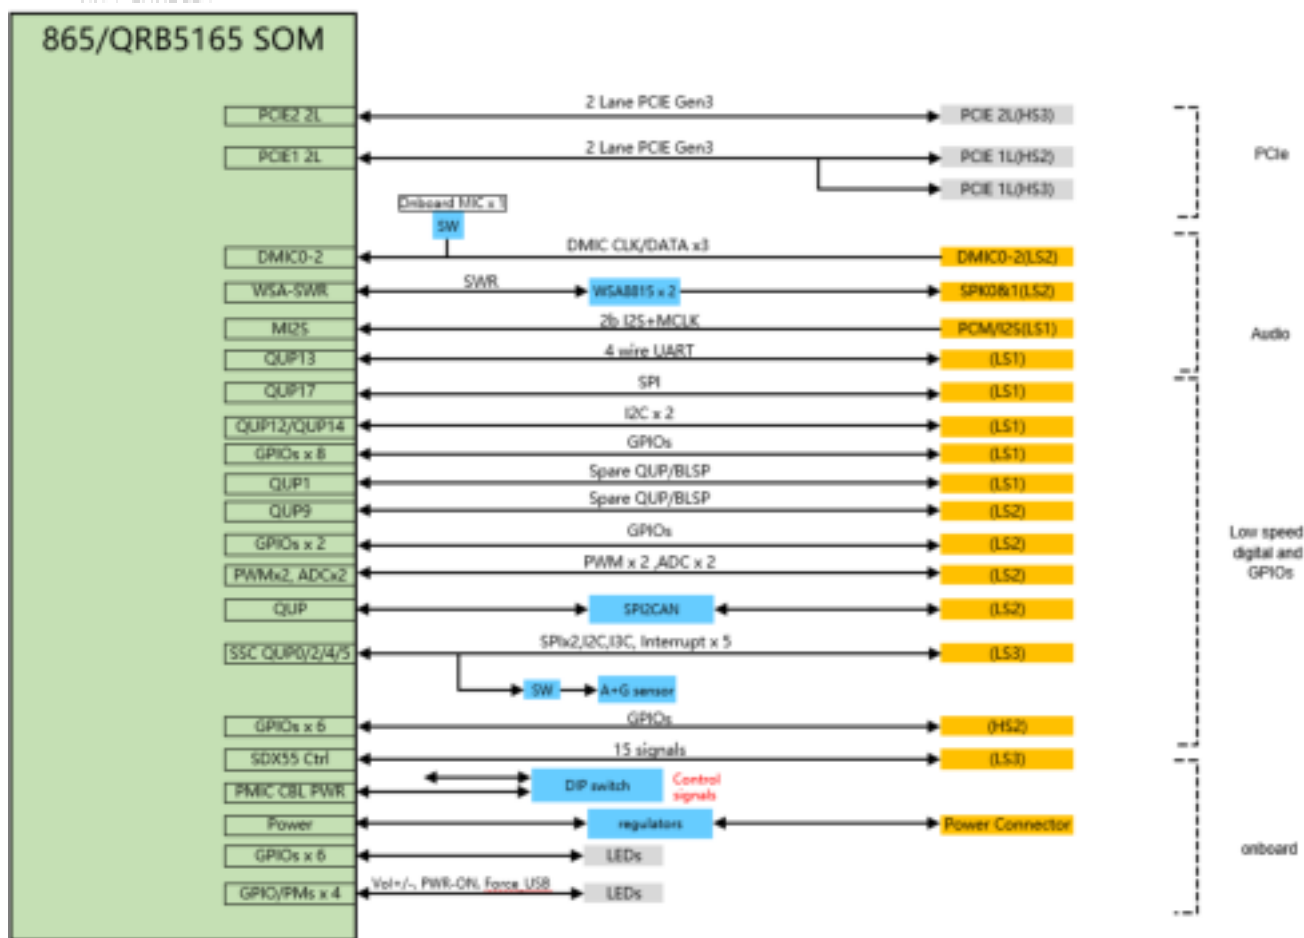 865/QRB5165 SOM
PCIE2 2L
2 Lane PCIE Gen3
PCIE 2L(HS3)
PCIE1 2L
2 Lane PCIE Gen3
PCIE 1L(HS2)
PCIe
PCIE 1L(HS3)
Onboard MIC x 1
SW
DMIC0-2
DMIC CLK/DATA x3
DMIC0-2(LS2)
WSA-SWR
SWR
WSA8815 x 2
SPK0&1(LS2)
MI2S
2b I2S+MCLK
PCM/I2S(LS1)
Audio
QUP13
4 wire UART
(LS1)
QUP17
SPI
(LS1)
QUP12/QUP14
I2C x 2
(LS1)
GPIOs x 8
GPIOs
(LS1)
QUP1
Spare QUP/BLSP
(LS1)
QUP9
Spare QUP/BLSP
(LS2)
GPIOs x 2
GPIOs
(LS2)
Low speed
digital and
GPIOs
PWMx2, ADCx2
PWM x 2 ,ADC x 2
(LS2)
QUP
SPI2CAN
(LS2)
SSC QUP0/2/4/5
SPIx2,I2C,I3C, Interrupt x 5
(LS3)
SW
A+G sensor
GPIOs x 6
GPIOs
(HS2)
SDX55 Ctrl
15 signals
(LS3)
PMIC CBL PWR
DIP switch
Control
signals
Power
regulators
Power Connector
GPIOs x 6
LEDs
onboard
GPIO/PMs x 4
Vol+/-, PWR-ON, Force_USB
LEDs